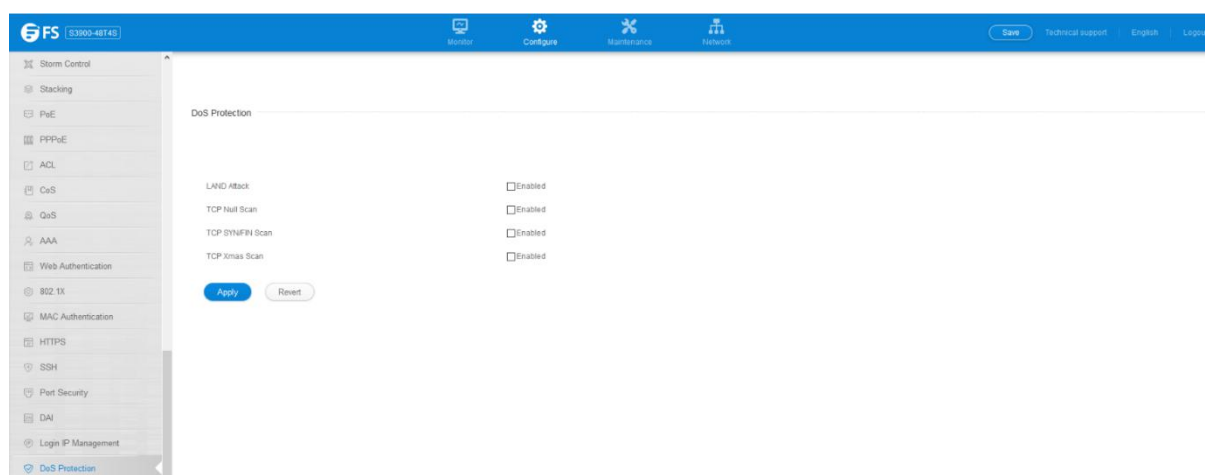 FS S3900-48T4S
Monitor
Configure
Maintenance
Network
Save
Technical support
English
Logou
Storm Control
Stacking
PoE
PPPoE
ACL
CoS
QoS
AAA
Web Authentication
802.1X
MAC Authentication
HTTPS
SSH
Port Security
DAI
Login IP Management
DoS Protection
DoS Protection
LAND Attack Enabled
TCP Null Scan Enabled
TCP SYN/FIN Scan Enabled
TCP Xmas Scan Enabled
Apply Revert